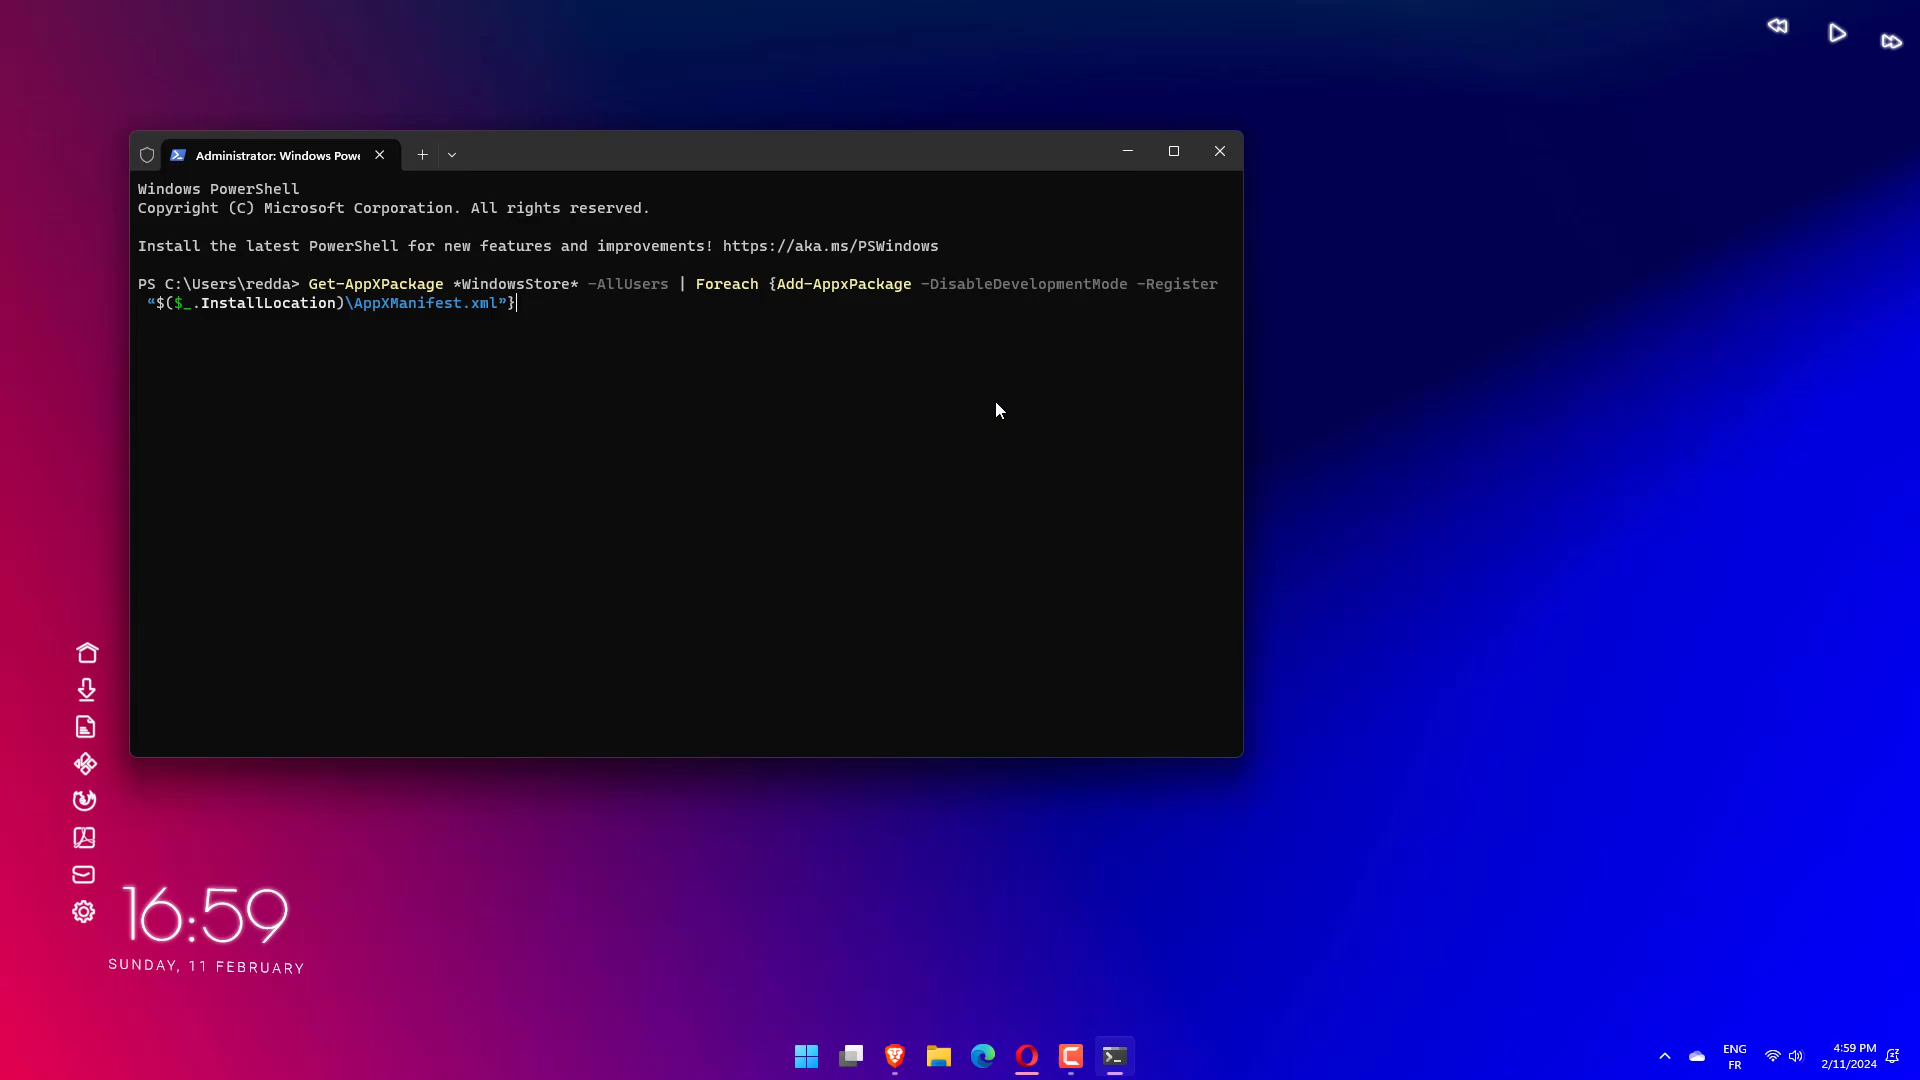 Administrator: Windows Powe
Windows PowerShell
Copyright (C) Microsoft Corporation. All rights reserved.
Install the latest PowerShell for new features and improvements! https://aka.ms/PSWindows
PS C:\Users\redda> Get-AppXPackage *WindowsStore* -AllUsers | Foreach {Add-AppxPackage -DisableDevelopmentMode -Register
“$($_.InstallLocation)\AppXManifest.xml”}
16:59
SUNDAY, 11 FEBRUARY
ENG
FR
4:59 PM
2/11/2024